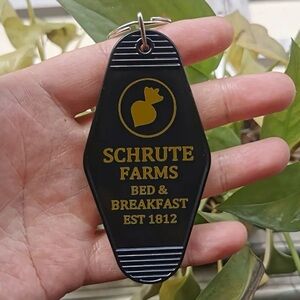 SCHRUTE
FARMS
BED &
BREAKFAST
EST 1812